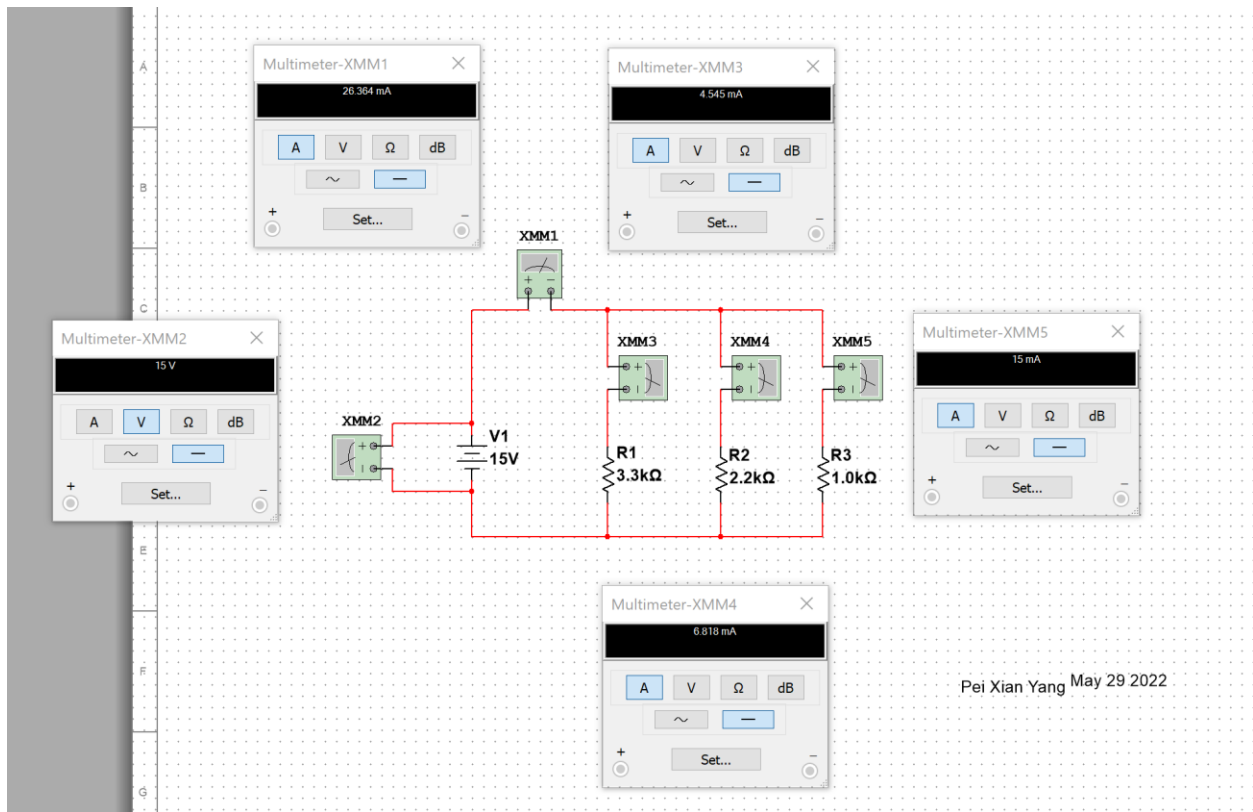 A
Multimeter-XMM1
26.364 mA
A V Ω dB
~ —
+ Set... –
Multimeter-XMM3
4.545 mA
A V Ω dB
~ —
+ Set... –
B
XMM1
+ –
C
Multimeter-XMM2
15 V
A V Ω dB
~ —
+ Set... –
XMM3 XMM4 XMM5
Multimeter-XMM5
15 mA
A V Ω dB
~ —
+ Set... –
XMM2
V1
15V
R1
3.3kΩ
R2
2.2kΩ
R3
1.0kΩ
E
Multimeter-XMM4
6.818 mA
A V Ω dB
~ —
+ Set... –
F
Pei Xian Yang May 29 2022
G